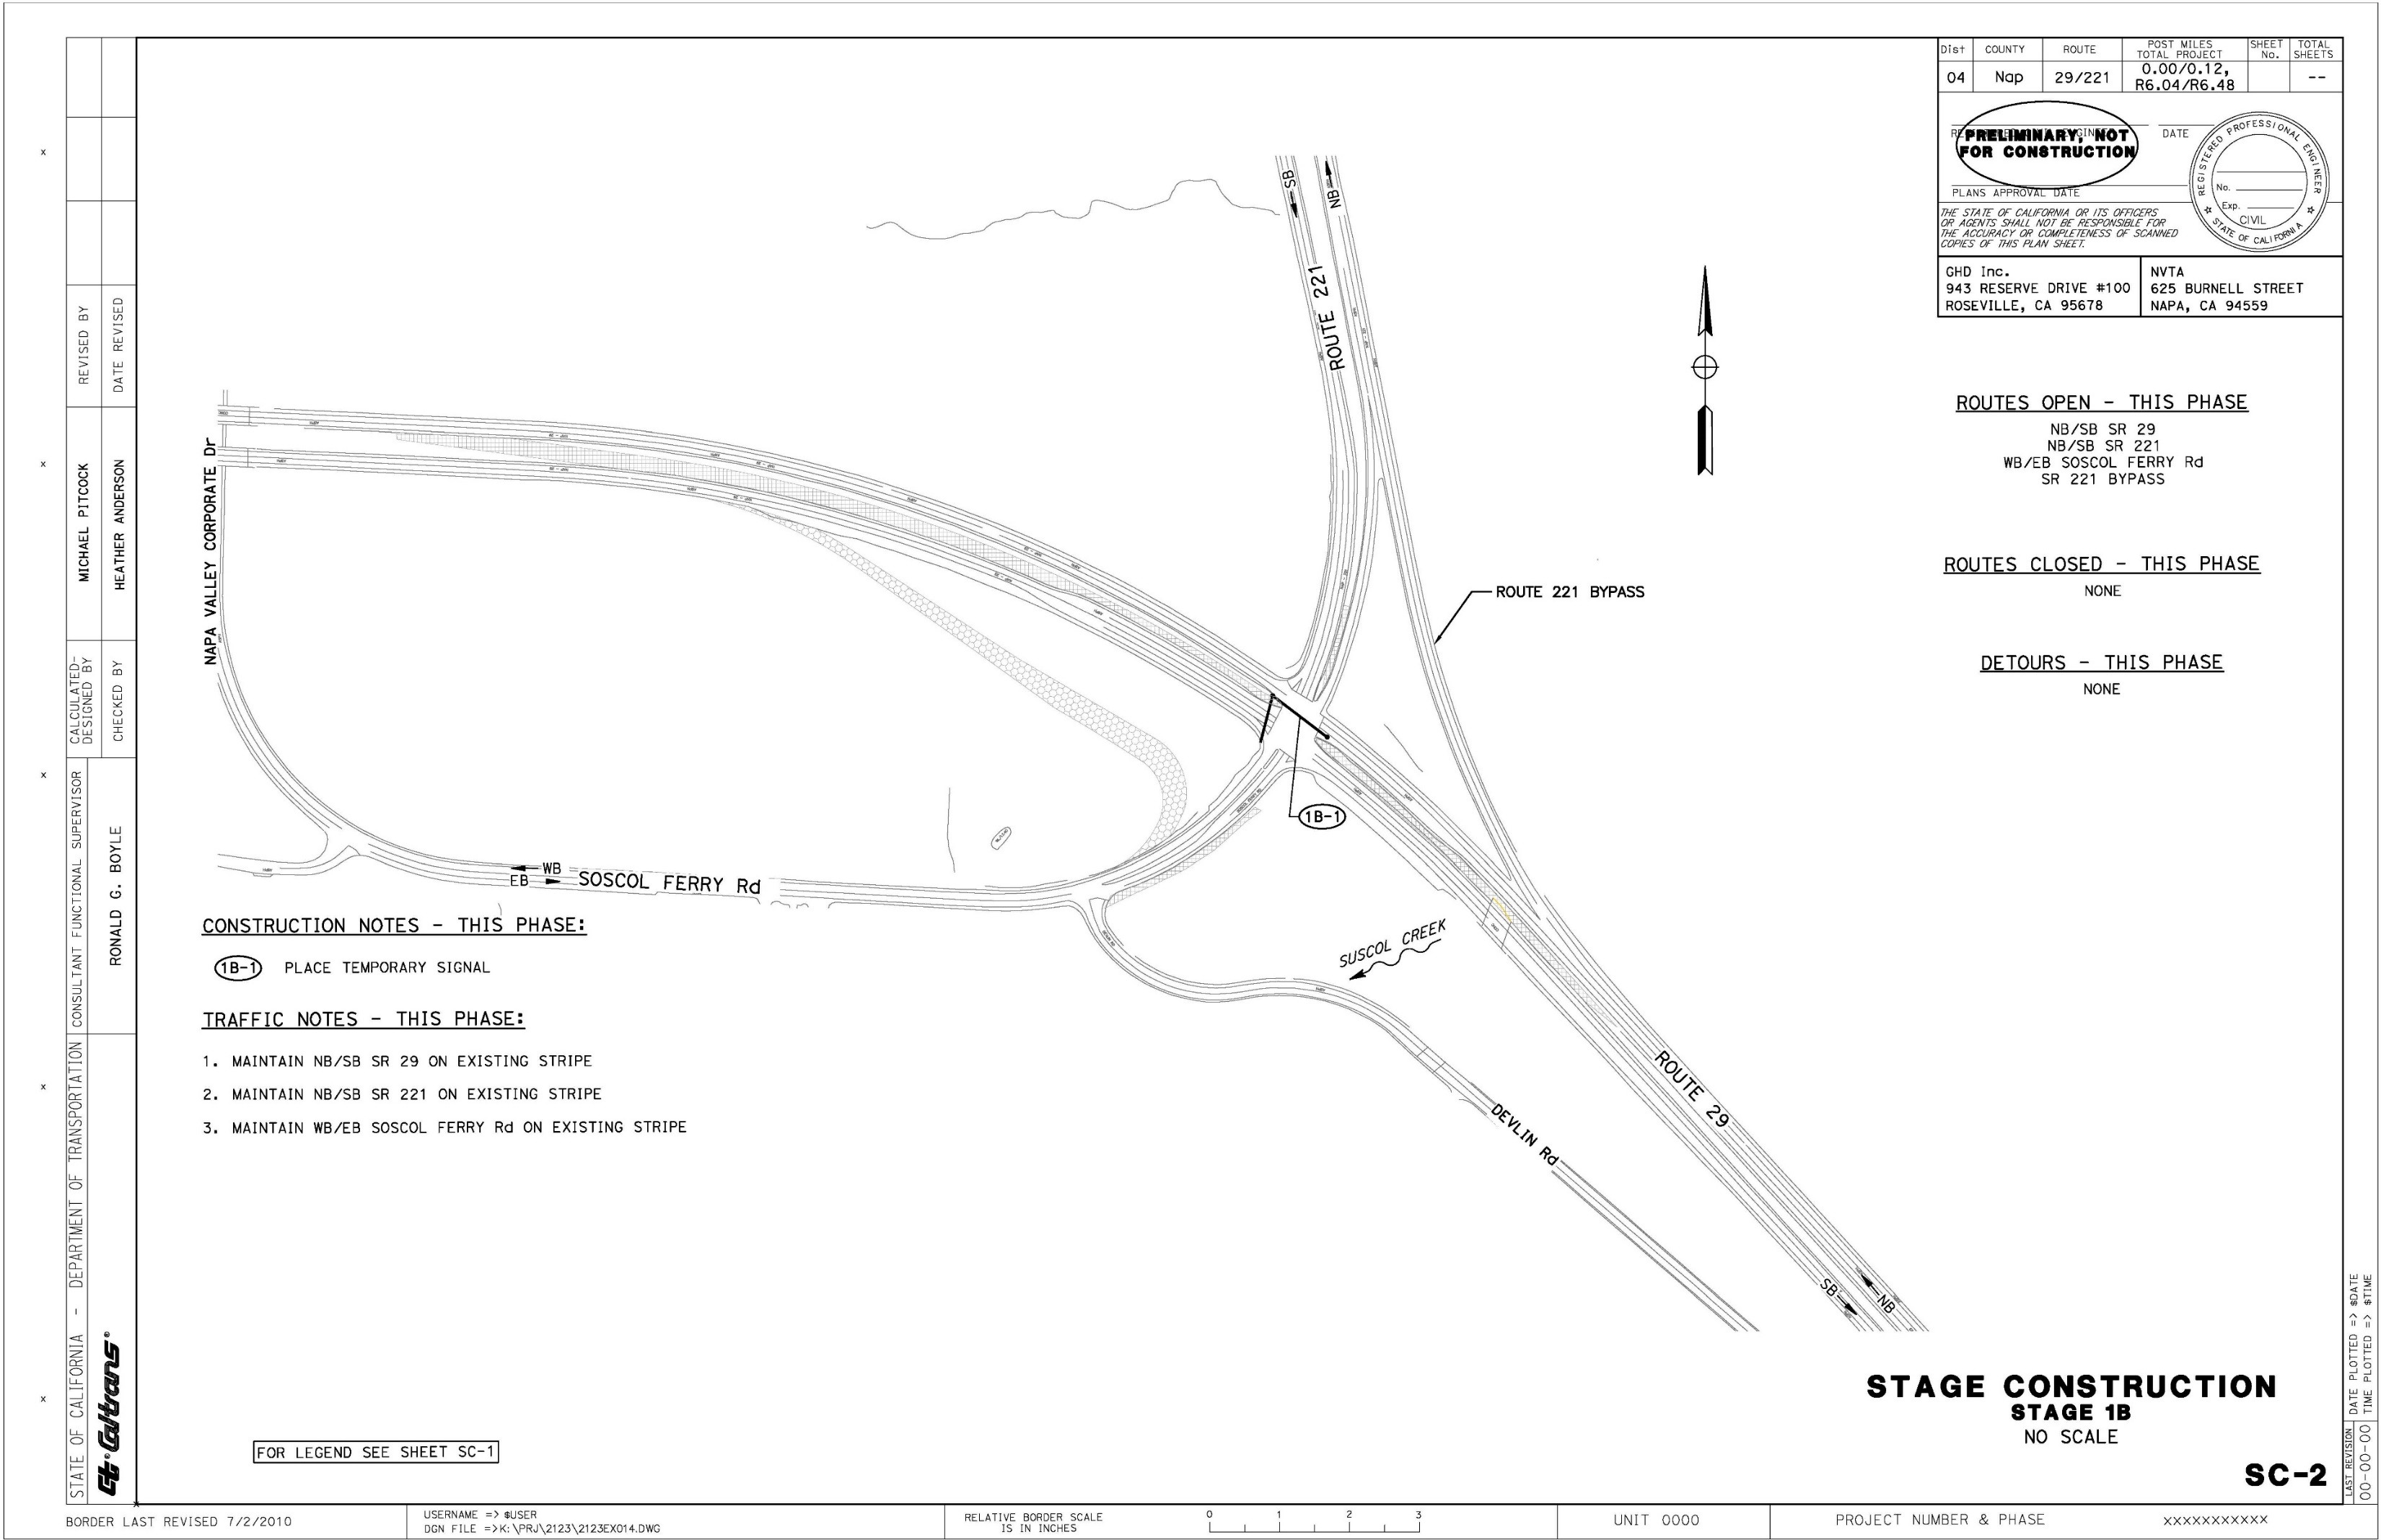 Dist COUNTY ROUTE POST MILES TOTAL PROJECT SHEET No. TOTAL SHEETS
04 Nap 29/221 0.00/0.12, R6.04/R6.48 --
PRELIMINARY, NOT
FOR CONSTRUCTION
DATE
PLANS APPROVAL DATE
REGISTERED PROFESSIONAL ENGINEER
No.
Exp.
CIVIL
STATE OF CALIFORNIA
THE STATE OF CALIFORNIA OR ITS OFFICERS
OR AGENTS SHALL NOT BE RESPONSIBLE FOR
THE ACCURACY OR COMPLETENESS OF SCANNED
COPIES OF THIS PLAN SHEET.
GHD Inc.
943 RESERVE DRIVE #100
ROSEVILLE, CA 95678
NVTA
625 BURNELL STREET
NAPA, CA 94559
ROUTES OPEN - THIS PHASE
NB/SB SR 29
NB/SB SR 221
WB/EB SOSCOL FERRY Rd
SR 221 BYPASS
ROUTES CLOSED - THIS PHASE
NONE
DETOURS - THIS PHASE
NONE
SB
NB
ROUTE 221
ROUTE 221 BYPASS
NAPA VALLEY CORPORATE Dr
1B-1
WB
EB
SOSCOL FERRY Rd
SUSCOL CREEK
ROUTE 29
DEVLIN Rd
SB
NB
CONSTRUCTION NOTES - THIS PHASE:
1B-1 PLACE TEMPORARY SIGNAL
TRAFFIC NOTES - THIS PHASE:
1. MAINTAIN NB/SB SR 29 ON EXISTING STRIPE
2. MAINTAIN NB/SB SR 221 ON EXISTING STRIPE
3. MAINTAIN WB/EB SOSCOL FERRY Rd ON EXISTING STRIPE
FOR LEGEND SEE SHEET SC-1
STAGE CONSTRUCTION
STAGE 1B
NO SCALE
SC-2
REVISED BY
DATE REVISED
MICHAEL PITCOCK
HEATHER ANDERSON
CALCULATED-
DESIGNED BY
CHECKED BY
CONSULTANT FUNCTIONAL SUPERVISOR
RONALD G. BOYLE
STATE OF CALIFORNIA - DEPARTMENT OF TRANSPORTATION
Caltrans
LAST REVISION
00-00-00
DATE PLOTTED => $DATE
TIME PLOTTED => $TIME
BORDER LAST REVISED 7/2/2010
USERNAME => $USER
DGN FILE =>K:\PRJ\2123\2123EX014.DWG
RELATIVE BORDER SCALE
IS IN INCHES
0 1 2 3
UNIT 0000
PROJECT NUMBER & PHASE
XXXXXXXXXXX